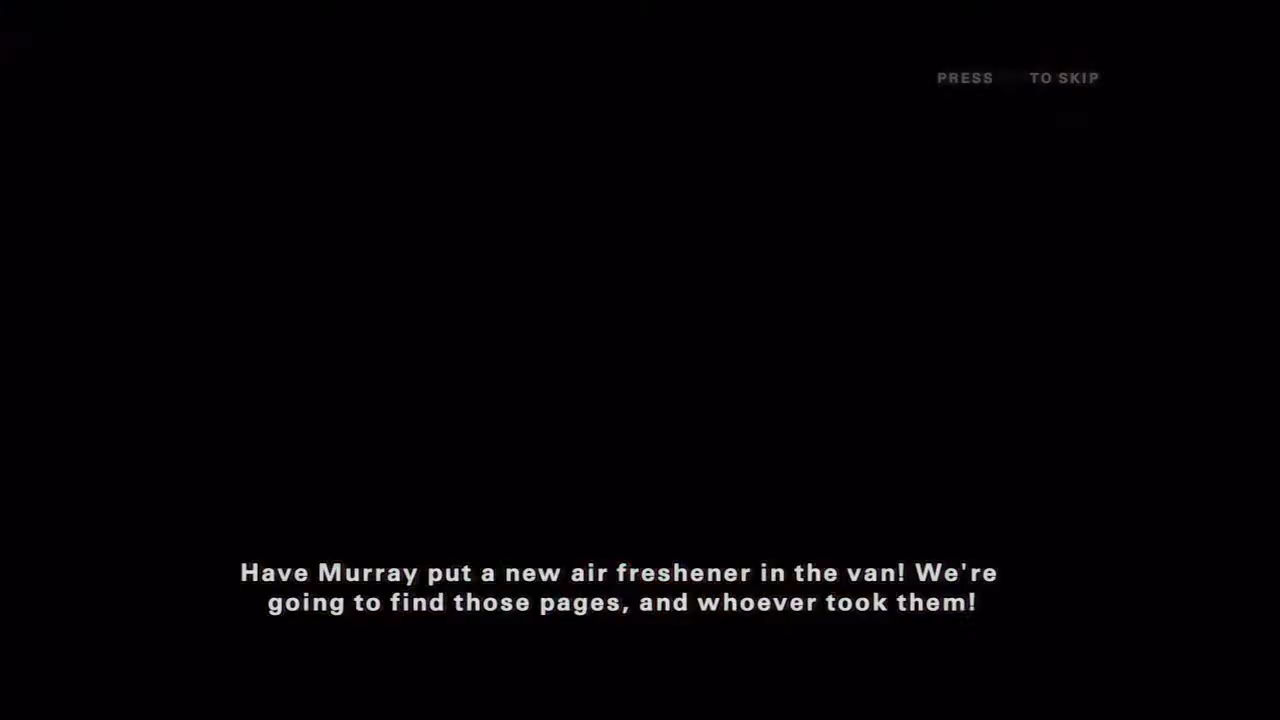 PRESS TO SKIP
Have Murray put a new air freshener in the van! We're
going to find those pages, and whoever took them!